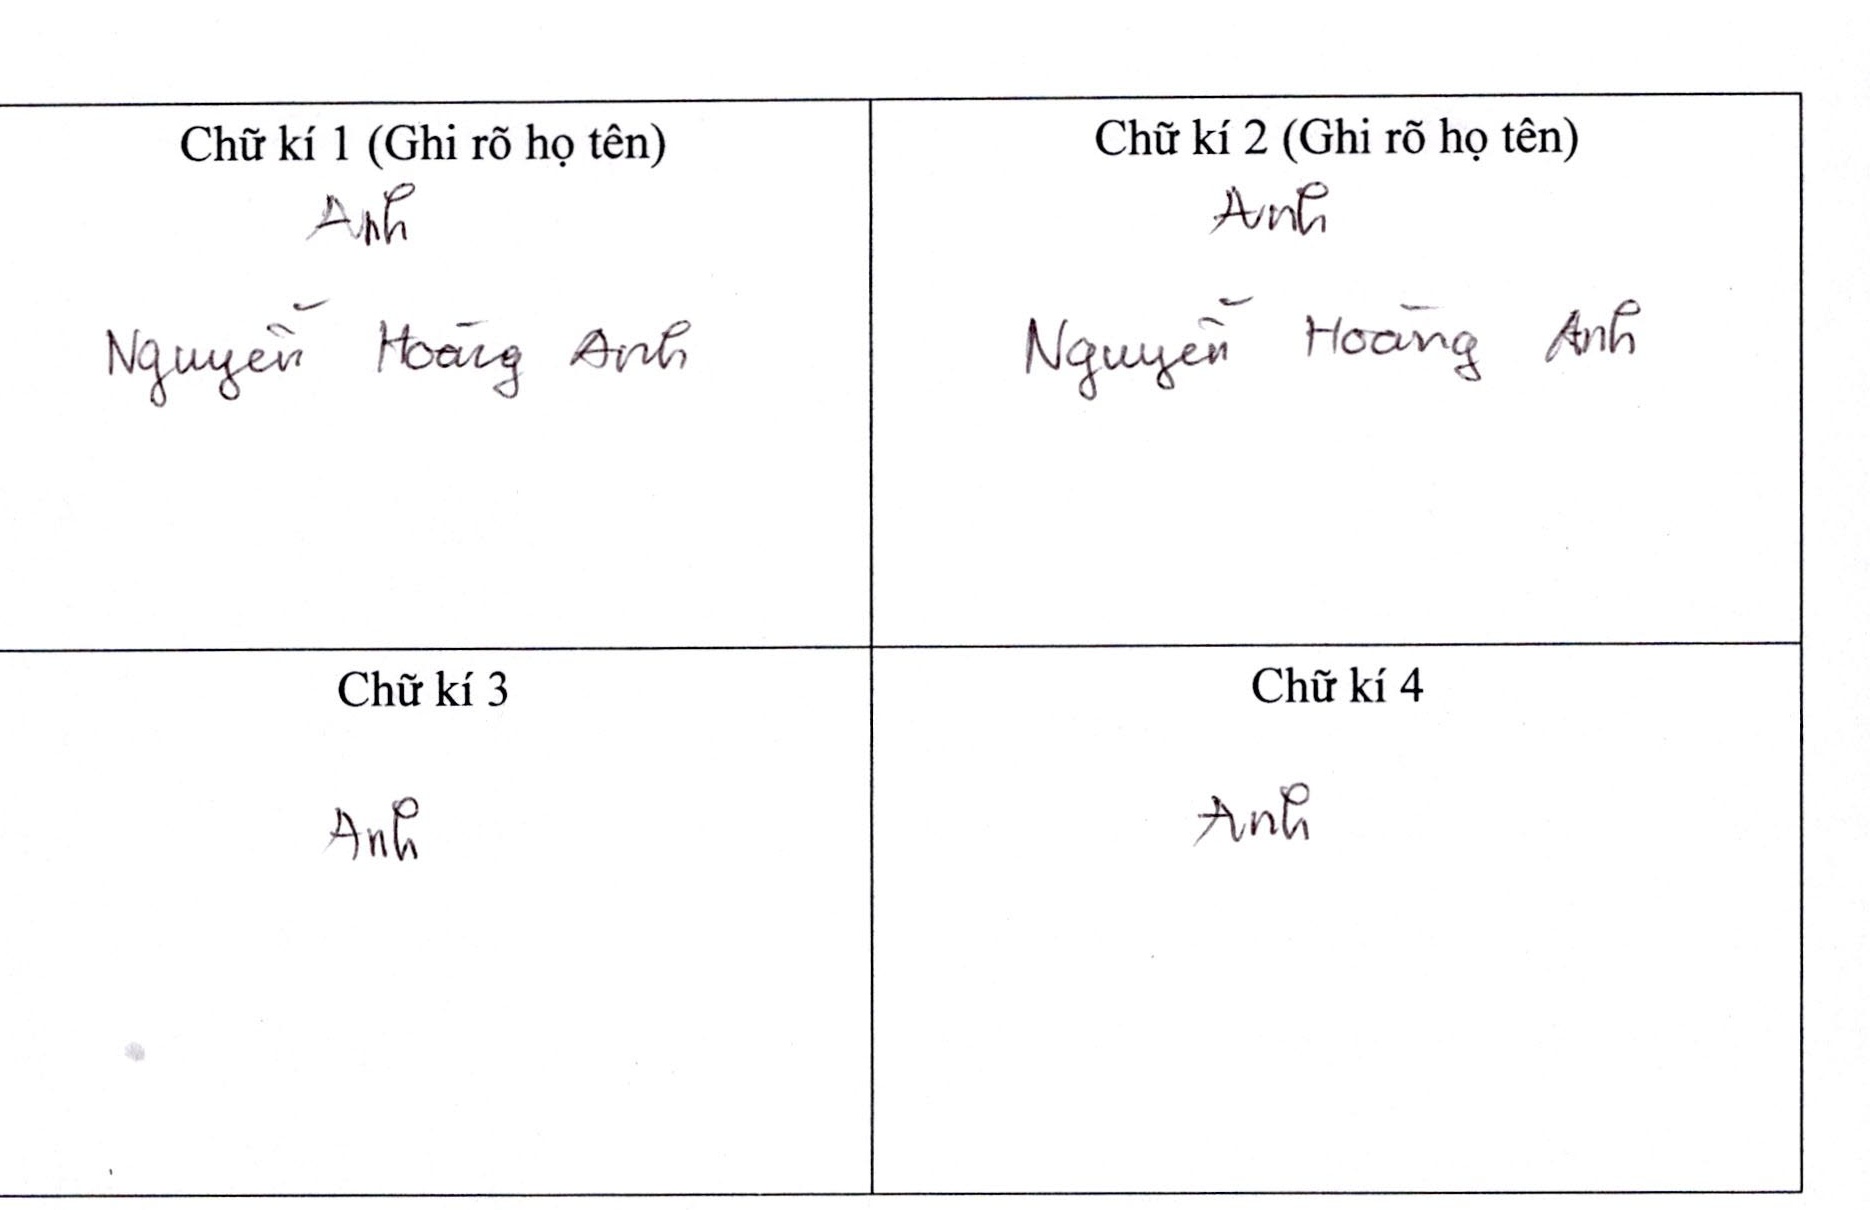 Chữ kí 1 (Ghi rõ họ tên)
Anh
Nguyễn Hoàng Anh
Chữ kí 2 (Ghi rõ họ tên)
Anh
Nguyễn Hoàng Anh
Chữ kí 3
Anh
Chữ kí 4
Anh